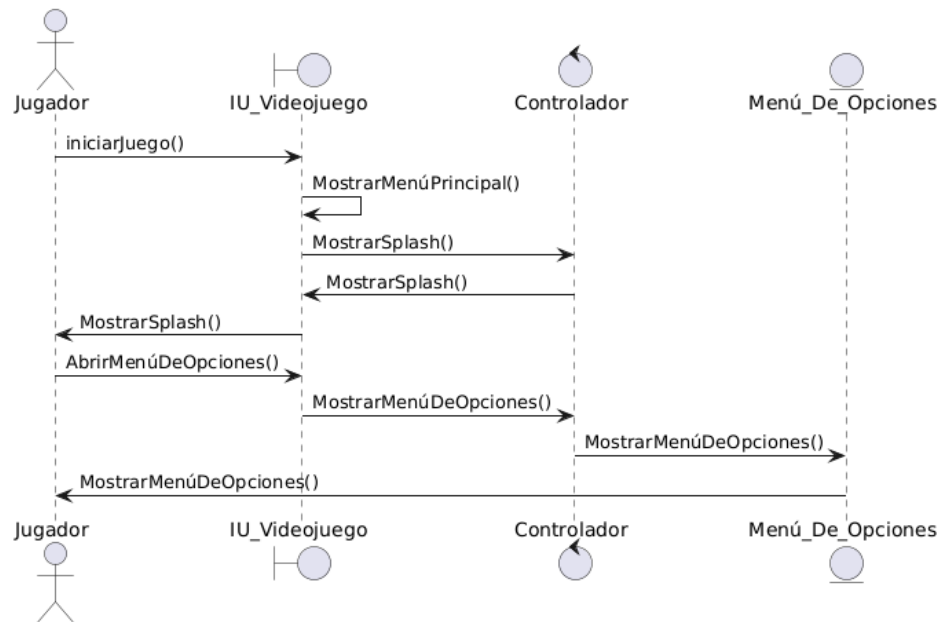 Jugador
IU_Videojuego
Controlador
Menú_De_Opciones
iniciarJuego()
MostrarMenúPrincipal()
MostrarSplash()
MostrarSplash()
MostrarSplash()
AbrirMenúDeOpciones()
MostrarMenúDeOpciones()
MostrarMenúDeOpciones()
MostrarMenúDeOpciones()
Jugador
IU_Videojuego
Controlador
Menú_De_Opciones